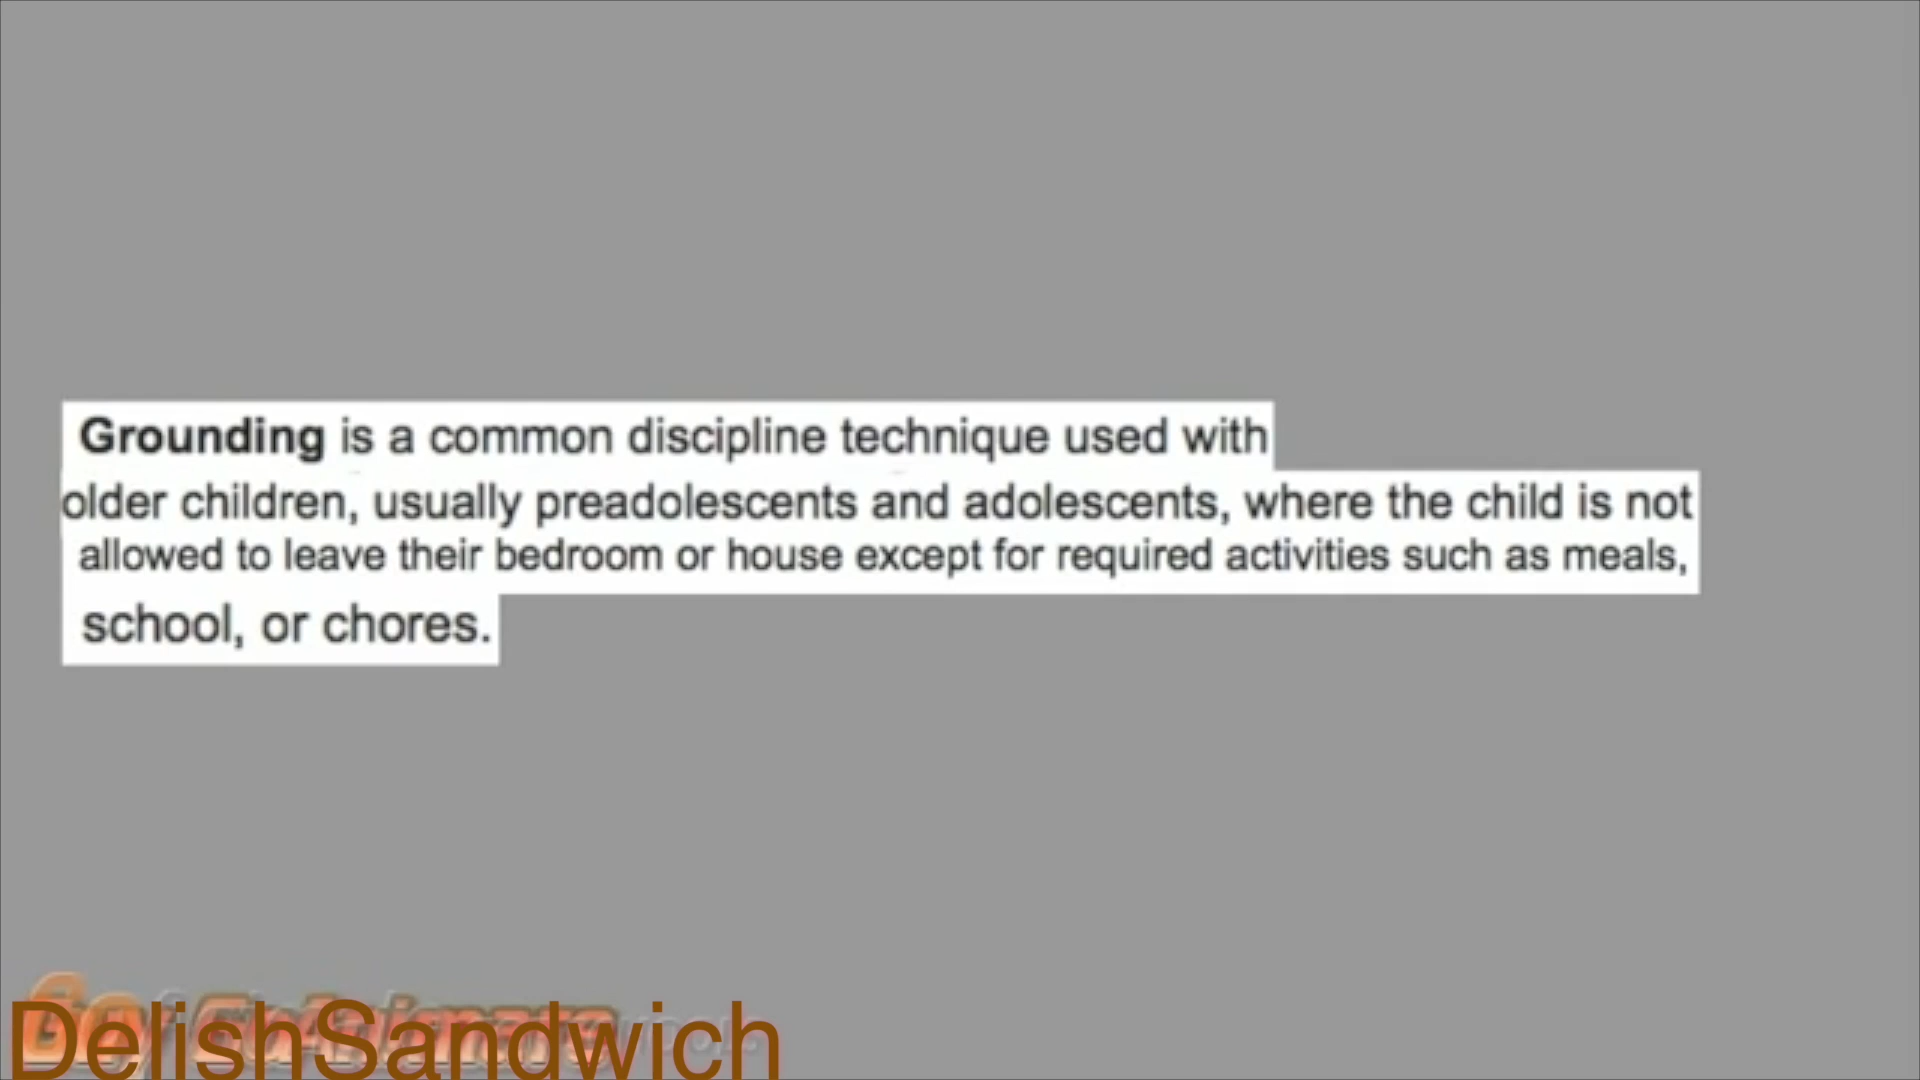 Grounding is a common discipline technique used with
older children, usually preadolescents and adolescents, where the child is not
allowed to leave their bedroom or house except for required activities such as meals,
school, or chores.
DelishSandwich